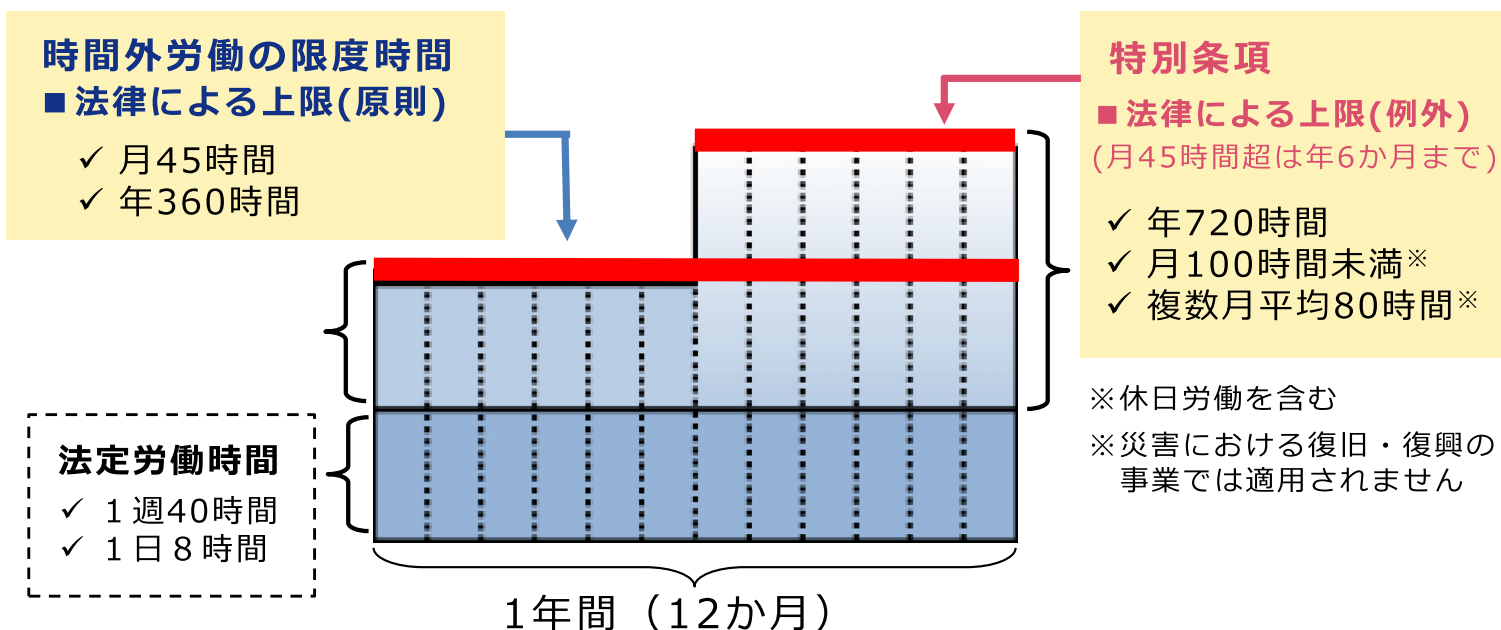 時間外労働の限度時間
■法律による上限(原則)
✓ 月45時間
✓ 年360時間
特別条項
■法律による上限(例外)
(月45時間超は年6か月まで)
✓ 年720時間
✓ 月100時間未満※
✓ 複数月平均80時間※
※休日労働を含む
※災害における復旧・復興の
事業では適用されません
法定労働時間
✓ １週40時間
✓ １日８時間
1年間（12か月）